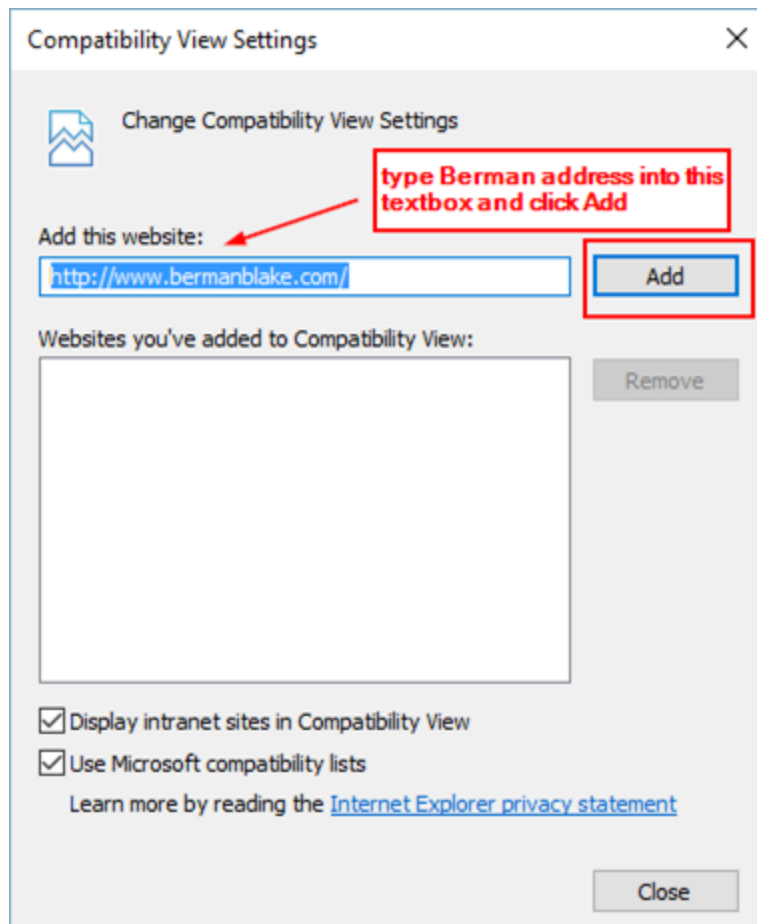 Compatibility View Settings
Change Compatibility View Settings
type Berman address into this
textbox and click Add
Add this website:
http://www.bermanblake.com/
Add
Websites you've added to Compatibility View:
Remove
Display intranet sites in Compatibility View
Use Microsoft compatibility lists
Learn more by reading the Internet Explorer privacy statement
Close